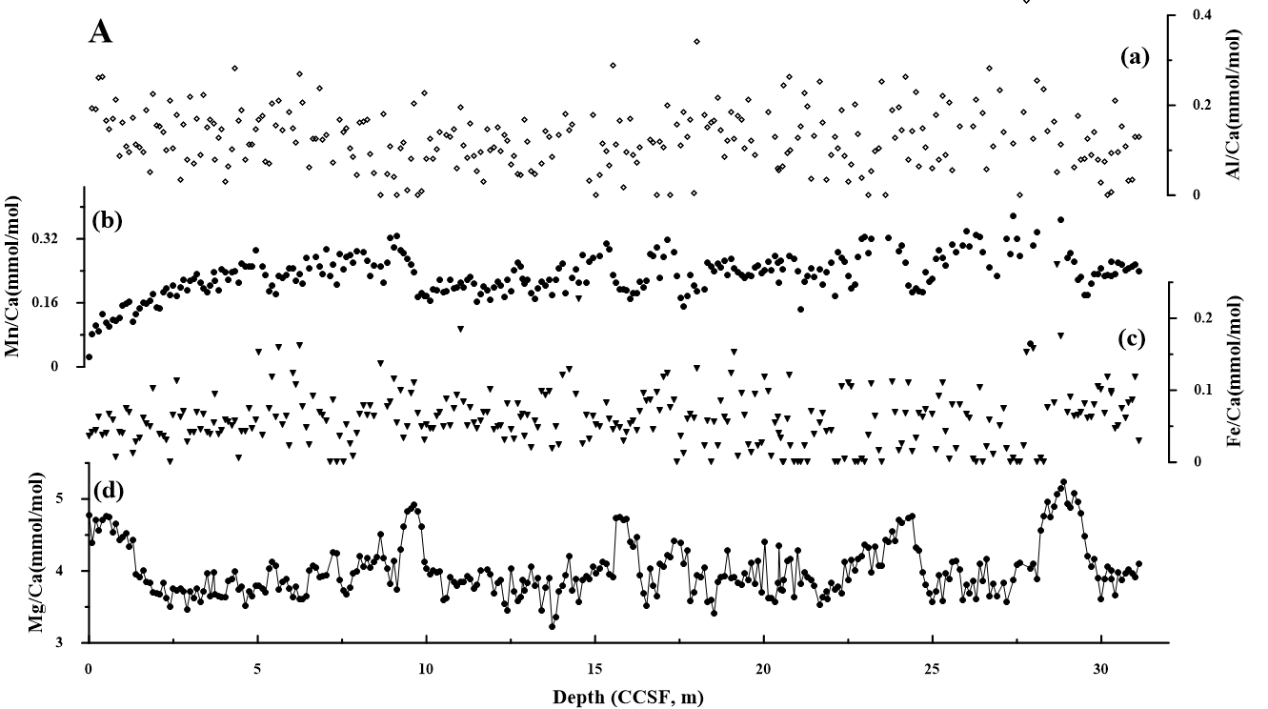 A
(a)
0.4
0.2
0
Al/Ca(mmol/mol)
(b)
0.32
0.16
0
Mn/Ca(mmol/mol)
(c)
0.2
0.1
0
Fe/Ca(mmol/mol)
(d)
5
4
3
Mg/Ca(mmol/mol)
0 5 10 15 20 25 30
Depth (CCSF, m)